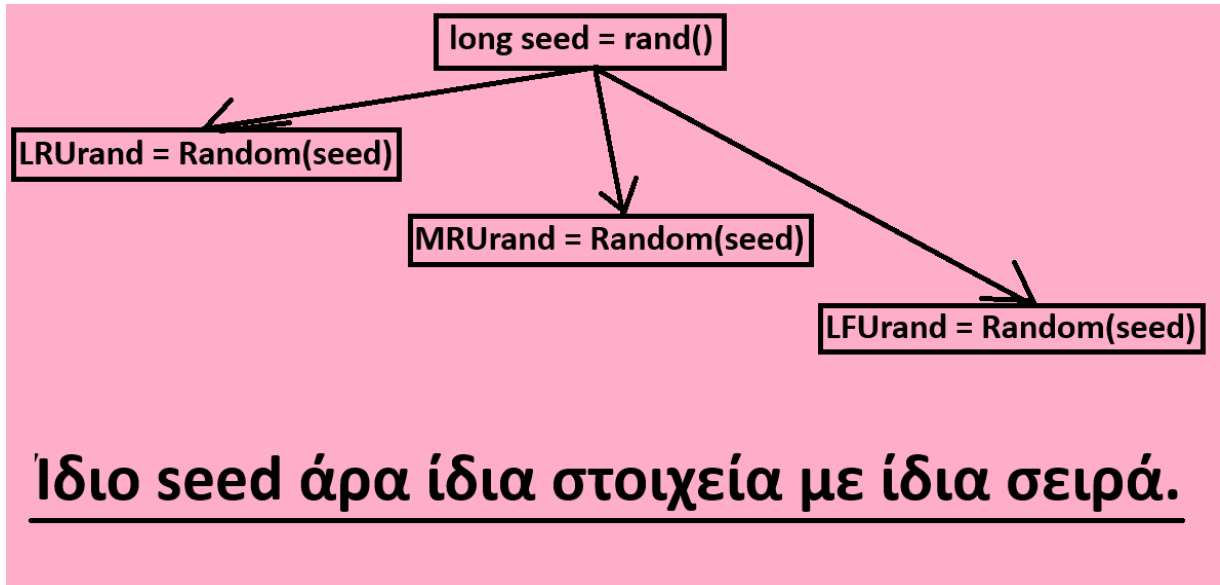 long seed = rand()
LRUrand = Random(seed)
MRUrand = Random(seed)
LFUrand = Random(seed)
Ίδιο seed άρα ίδια στοιχεία με ίδια σειρά.